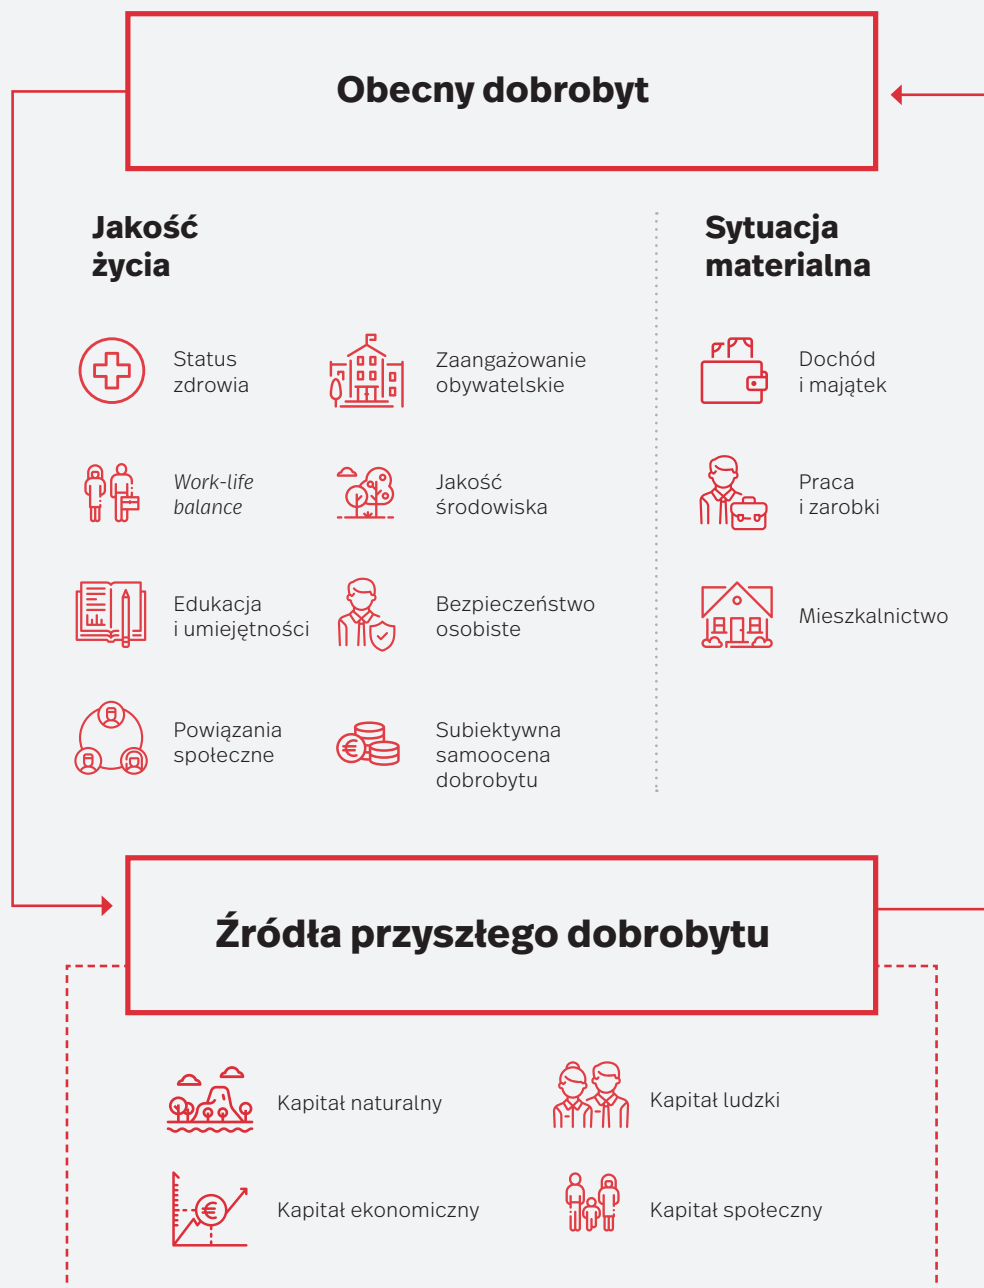 Obecny dobrobyt
Jakość
życia
Status
zdrowia
Work-life
balance
Edukacja
i umiejętności
Powiązania
społeczne
Zaangażowanie
obywatelskie
Jakość
środowiska
Bezpieczeństwo
osobiste
Subiektywna
samoocena
dobrobytu
Sytuacja
materialna
Dochód
i majątek
Praca
i zarobki
Mieszkalnictwo
Źródła przyszłego dobrobytu
Kapitał naturalny
Kapitał ludzki
Kapitał ekonomiczny
Kapitał społeczny